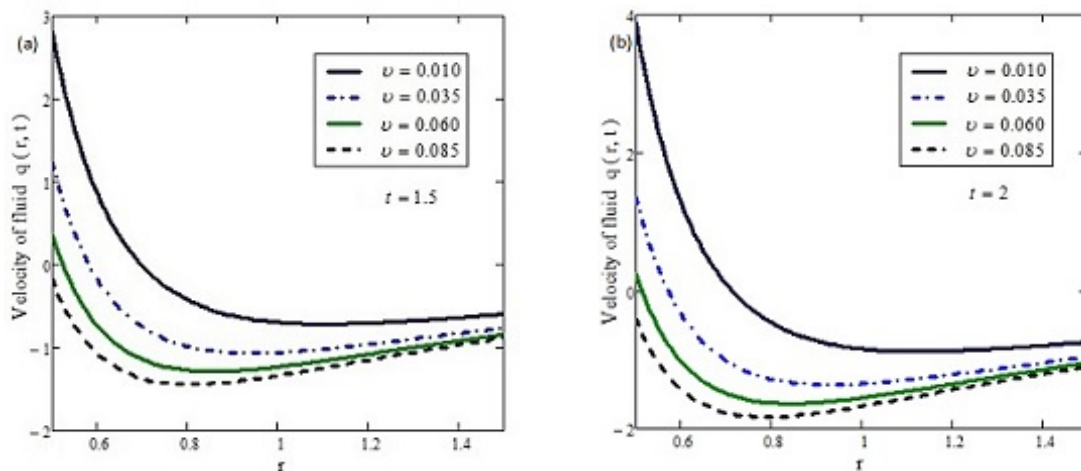 (a)
Velocity of fluid q ( r, t )
3
2
1
0
−1
−2
0.6 0.8 1 1.2 1.4
r
υ = 0.010
υ = 0.035
υ = 0.060
υ = 0.085
t = 1.5
(b)
Velocity of fluid q ( r, t )
4
2
0
−2
0.6 0.8 1 1.2 1.4
r
υ = 0.010
υ = 0.035
υ = 0.060
υ = 0.085
t = 2